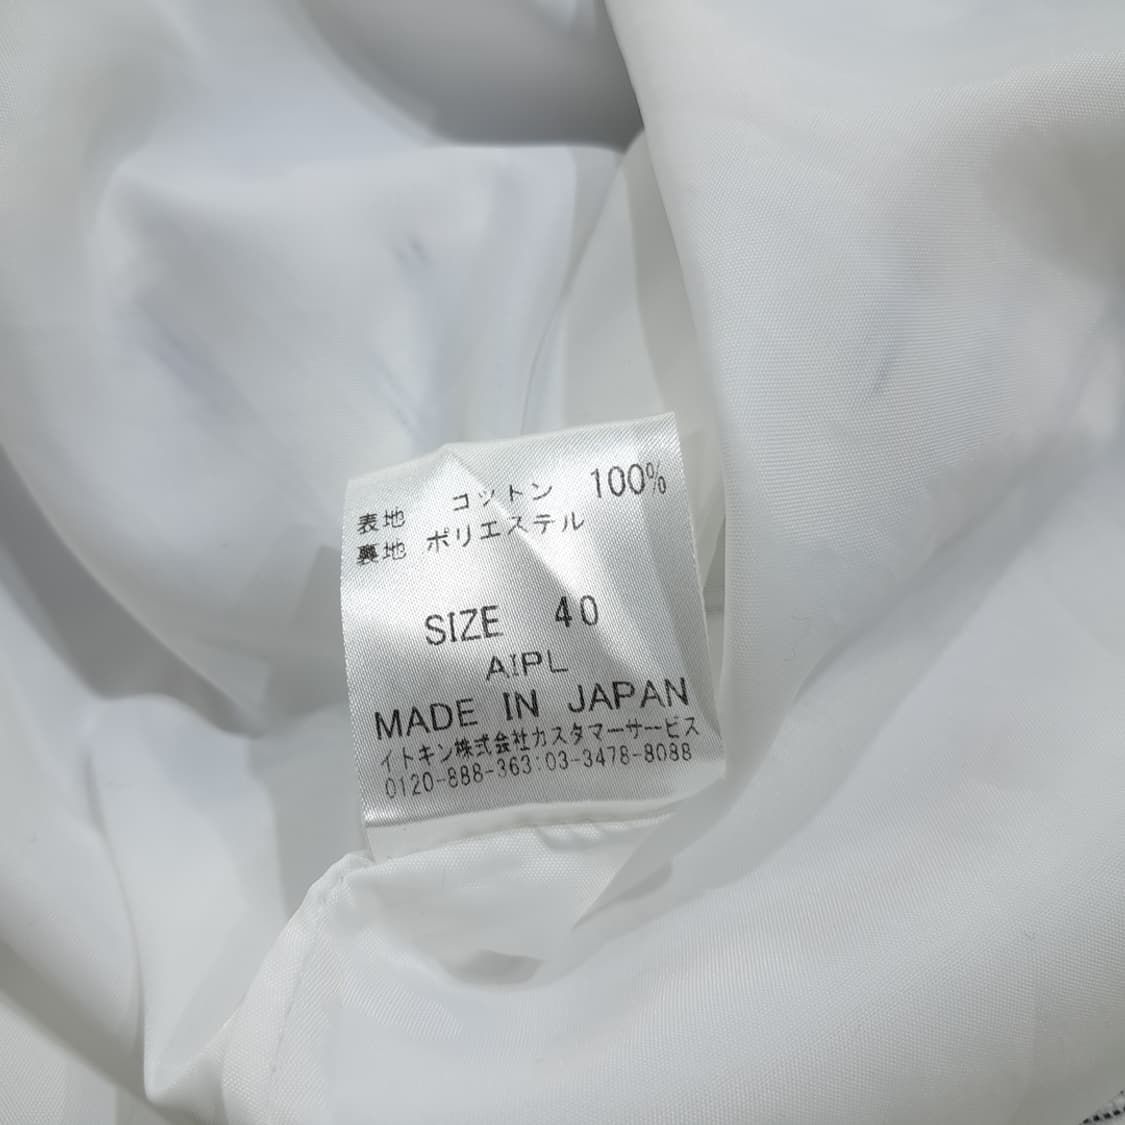 表地 コットン 100%
裏地 ポリエステル
SIZE 40
AIPL
MADE IN JAPAN
イトキン株式会社カスタマーサービス
0120-888-363:03-3478-8088